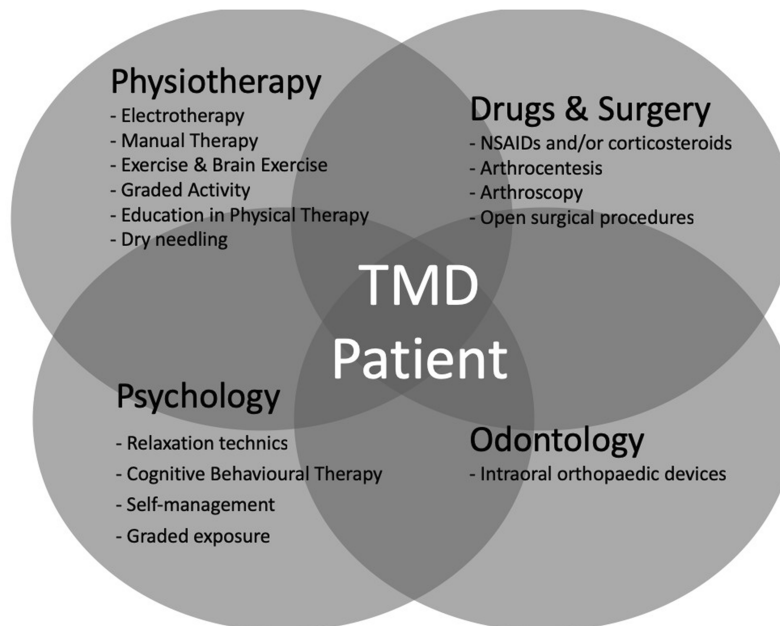 Physiotherapy
- Electrotherapy
- Manual Therapy
- Exercise & Brain Exercise
- Graded Activity
- Education in Physical Therapy
- Dry needling
Drugs & Surgery
- NSAIDs and/or corticosteroids
- Arthrocentesis
- Arthroscopy
- Open surgical procedures
TMD
Patient
Psychology
- Relaxation technics
- Cognitive Behavioural Therapy
- Self-management
- Graded exposure
Odontology
- Intraoral orthopaedic devices